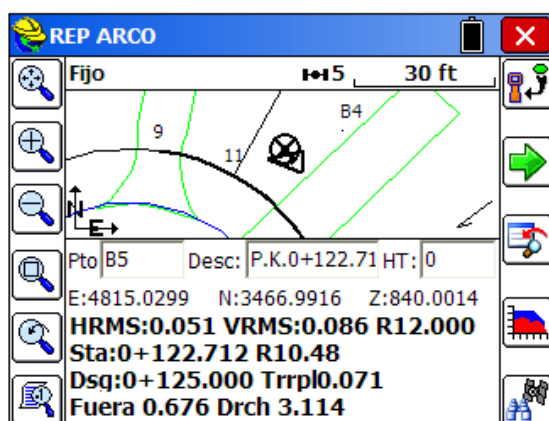 REP ARCO
Fijo 5 30 ft
B4
9
11
N
E
Pto B5 Desc: P.K.0+122.71 HT: 0
E:4815.0299 N:3466.9916 Z:840.0014
HRMS:0.051 VRMS:0.086 R12.000
Sta:0+122.712 R10.48
Dsg:0+125.000 Trrpl0.071
Fuera 0.676 Drch 3.114